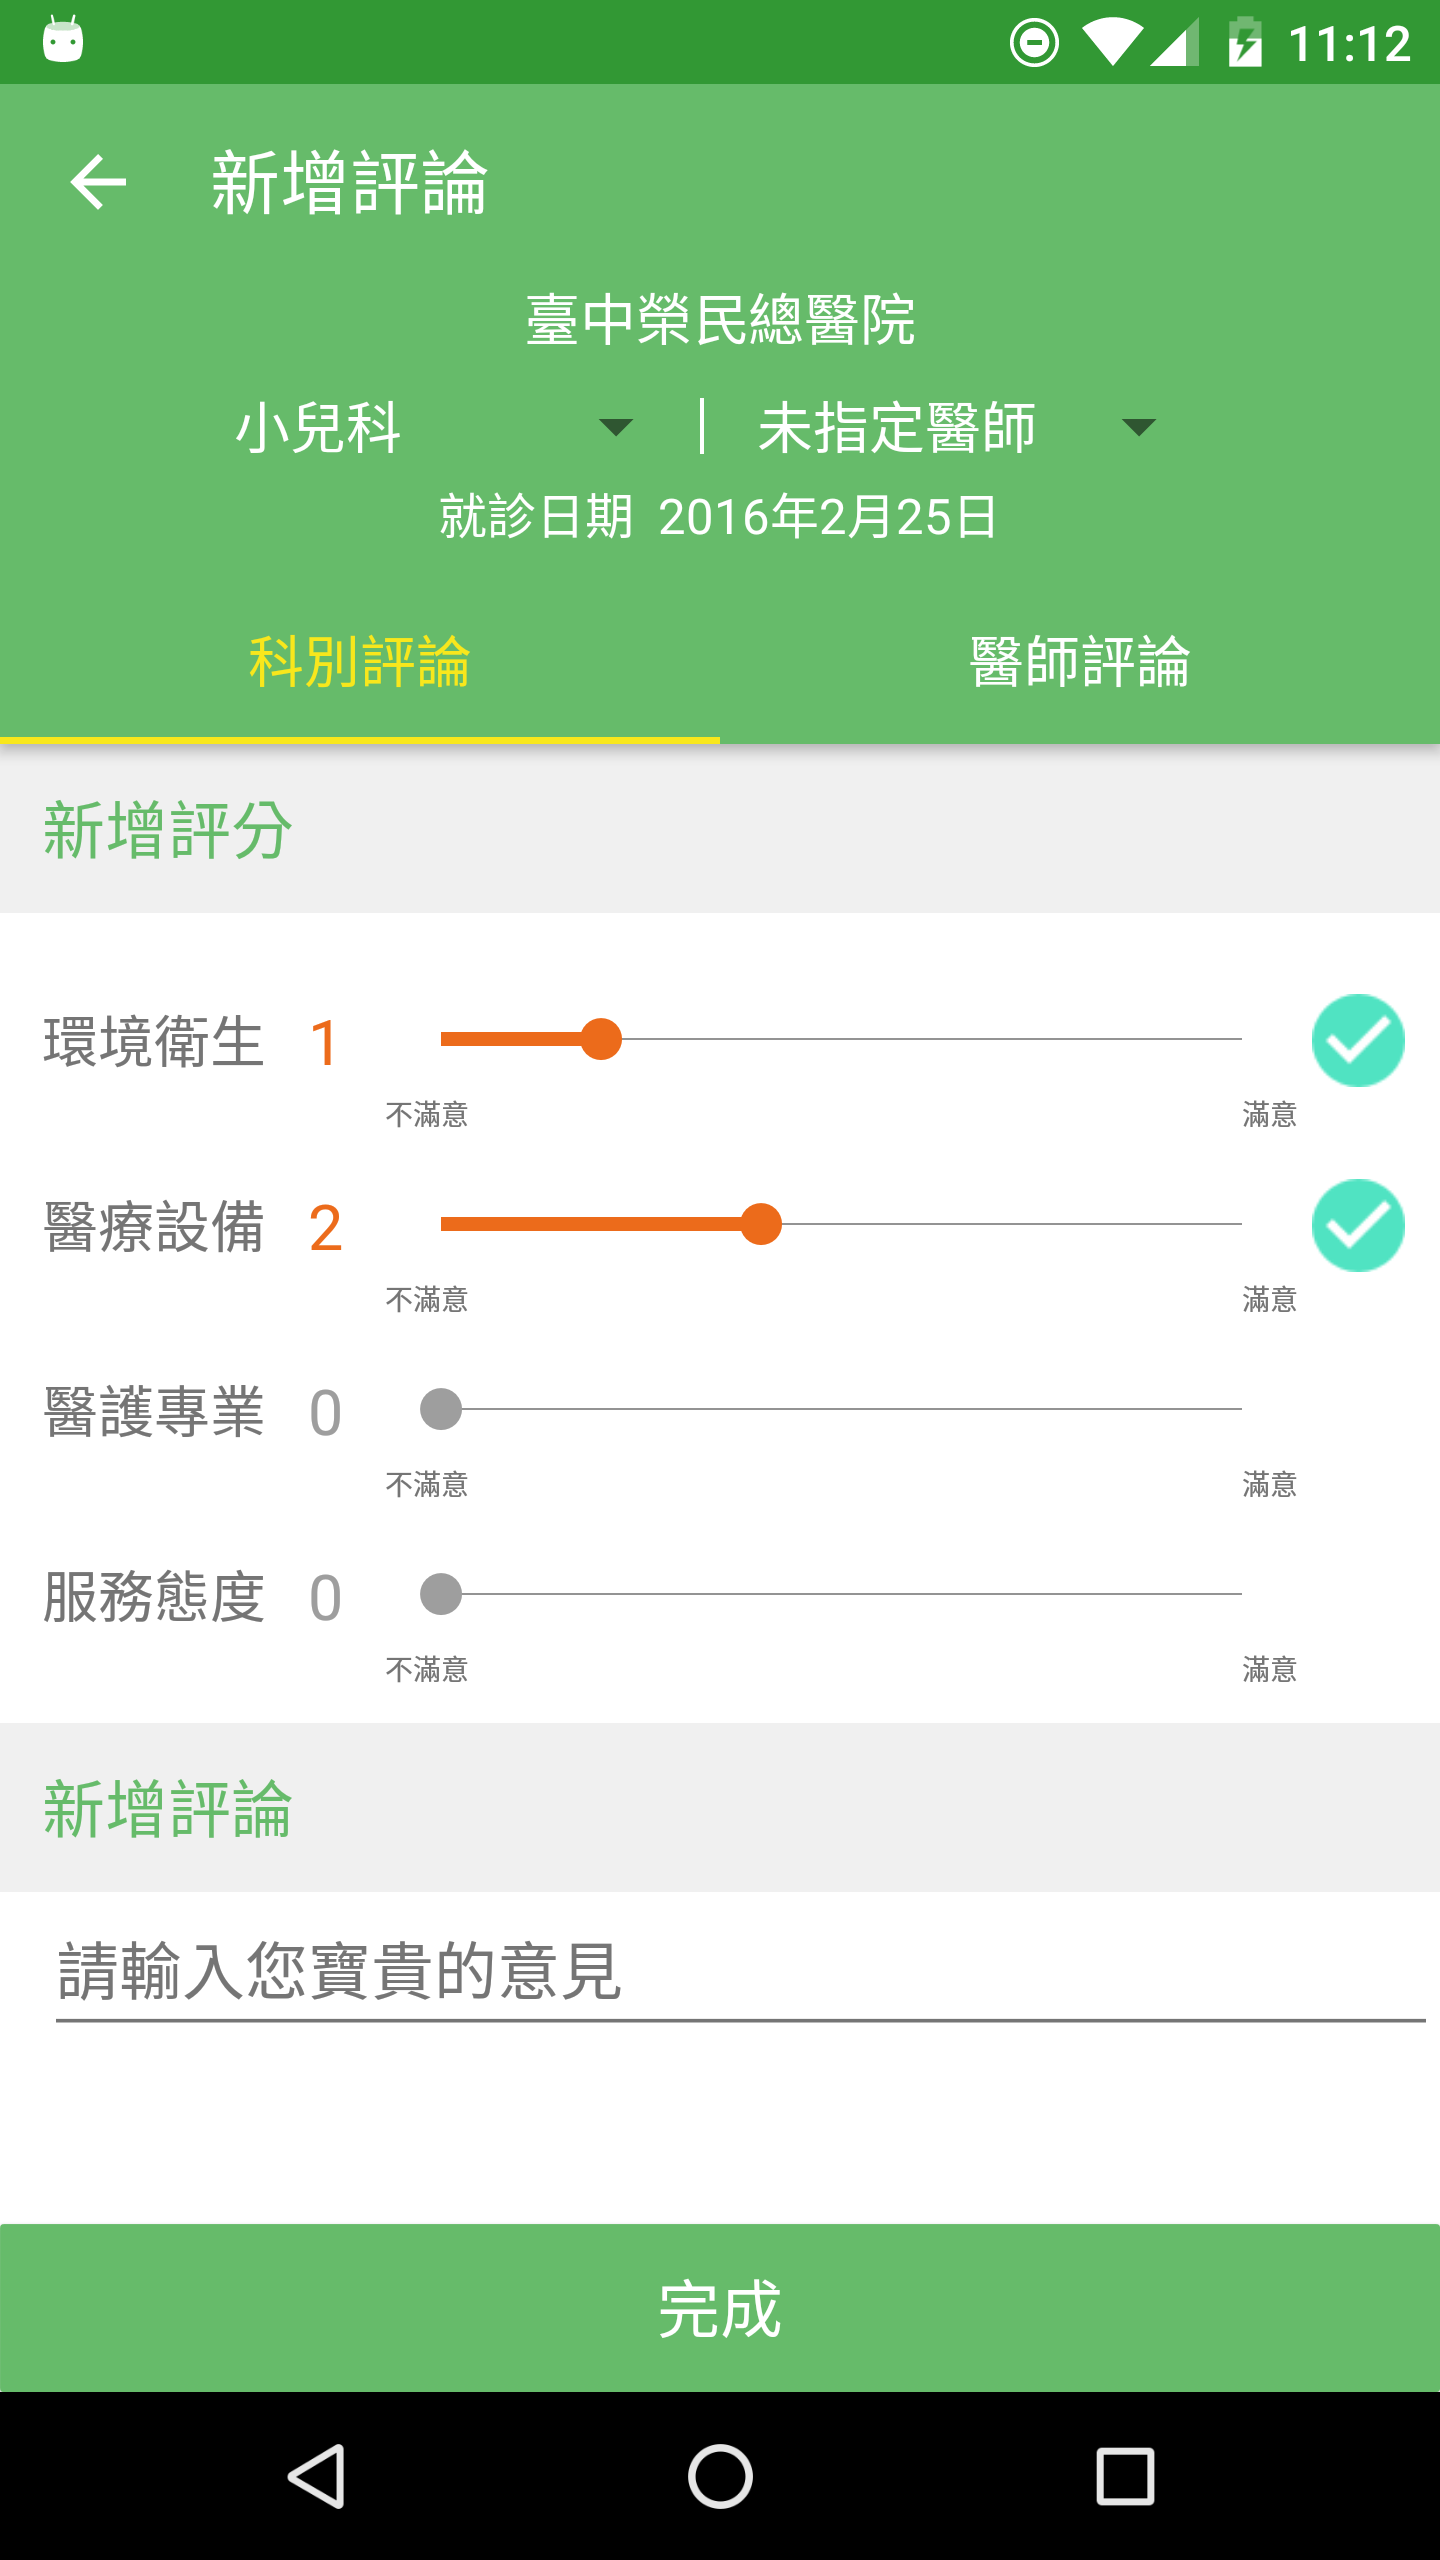 11:12
新增評論
臺中榮民總醫院
小兒科 未指定醫師
就診日期 2016年2月25日
科別評論 醫師評論
新增評分
環境衛生 1
不滿意 滿意
醫療設備 2
不滿意 滿意
醫護專業 0
不滿意 滿意
服務態度 0
不滿意 滿意
新增評論
請輸入您寶貴的意見
完成